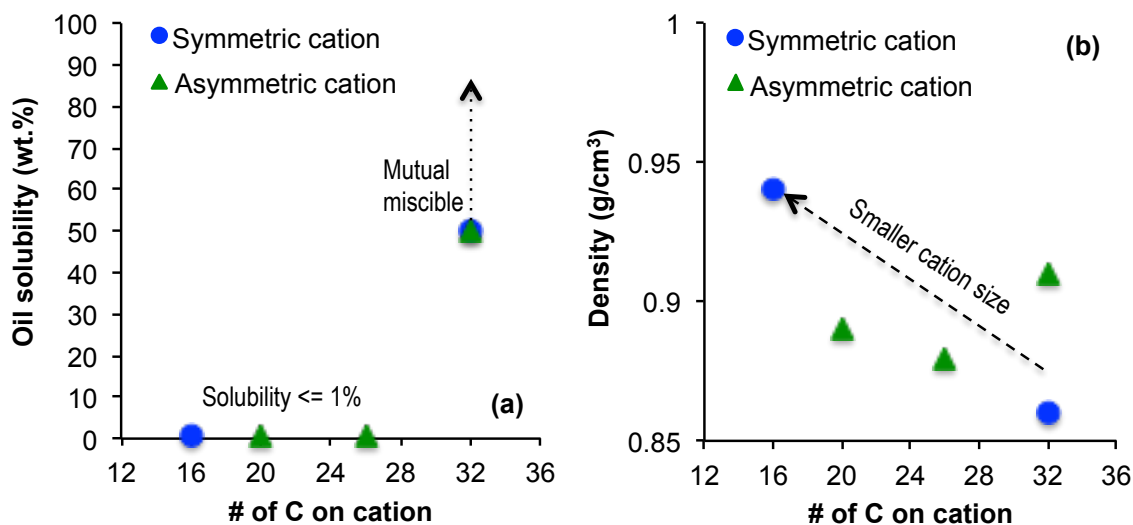 Symmetric cation
Asymmetric cation
100
90
80
70
60
50
40
30
20
10
0
Oil solubility (wt.%)
Mutual
miscible
Solubility <= 1%
(a)
12 16 20 24 28 32 36
# of C on cation
Symmetric cation
Asymmetric cation
(b)
1
0.95
0.9
0.85
Density (g/cm³)
Smaller cation size
12 16 20 24 28 32 36
# of C on cation